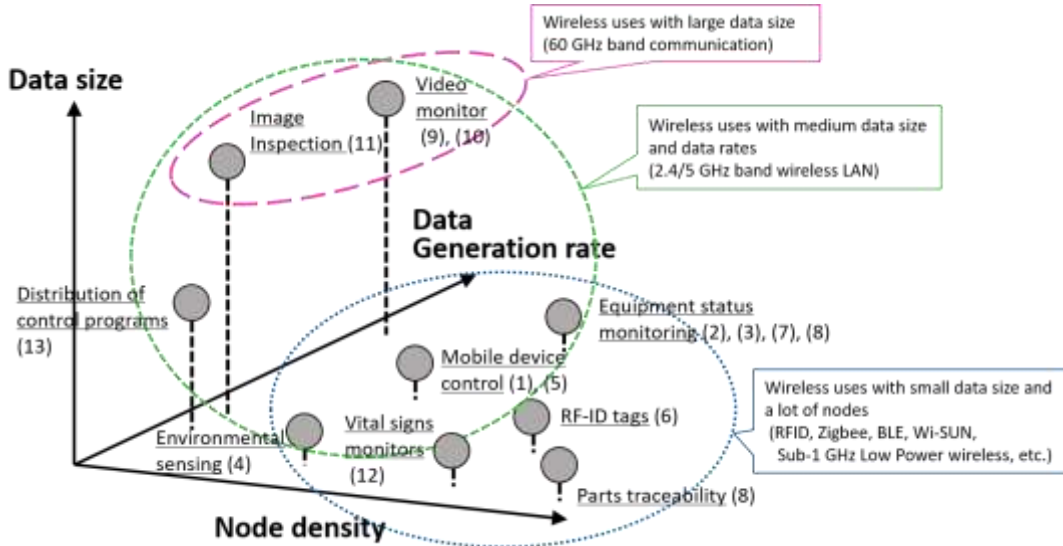 Wireless uses with large data size
(60 GHz band communication)
Data size
Video
monitor
(9), (10)
Image
Inspection (11)
Wireless uses with medium data size
and data rates
(2.4/5 GHz band wireless LAN)
Data
Generation rate
Distribution of
control programs
(13)
Equipment status
monitoring (2), (3), (7), (8)
Mobile device
control (1), (5)
Wireless uses with small data size and
a lot of nodes
(RFID, Zigbee, BLE, Wi-SUN,
Sub-1 GHz Low Power wireless, etc.)
RF-ID tags (6)
Vital signs
monitors
(12)
Environmental
sensing (4)
Parts traceability (8)
Node density